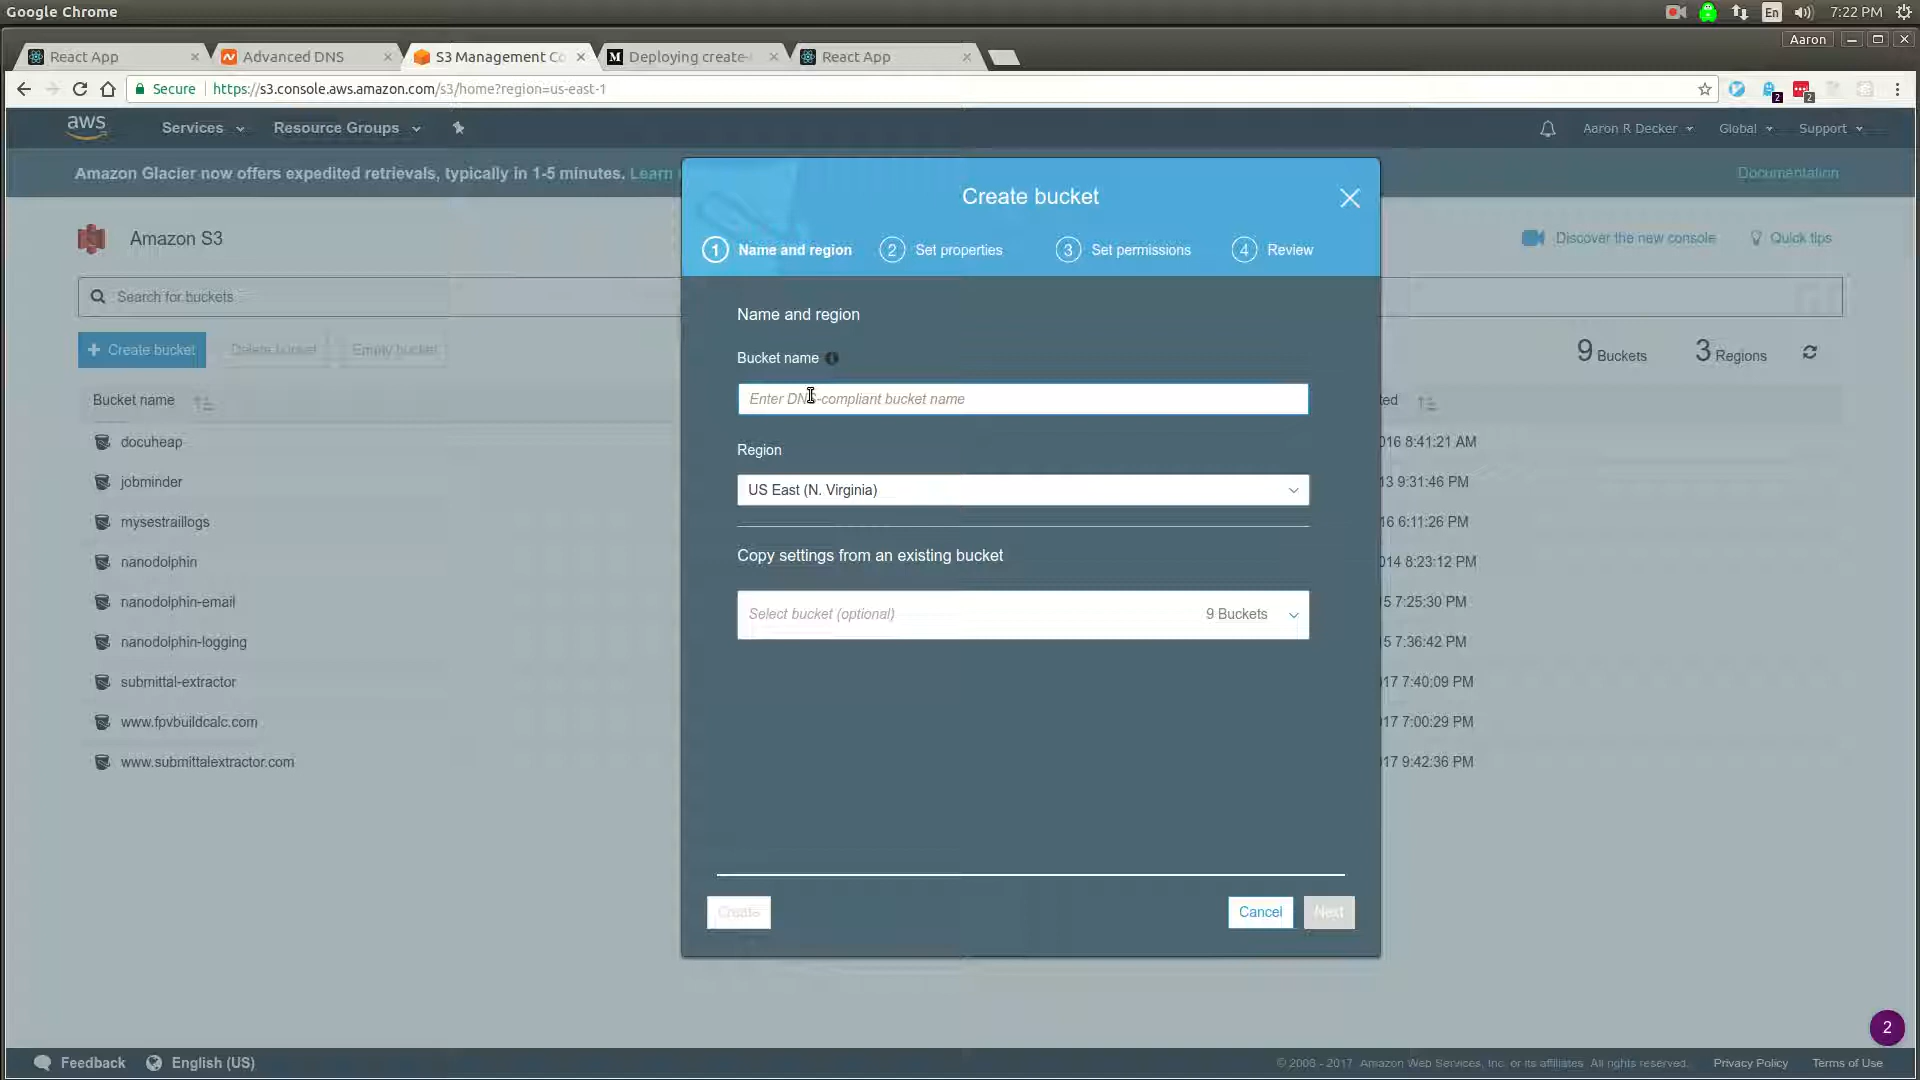 Google Chrome
En
7:22 PM
React App
Advanced DNS
S3 Management Co
Deploying create-
React App
Aaron
Secure
https://s3.console.aws.amazon.com/s3/home?region=us-east-1
2
2
aws
Services
Resource Groups
Aaron R Decker
Global
Support
Amazon Glacier now offers expedited retrievals, typically in 1-5 minutes. Learn
Documentation
Create bucket
1 Name and region
2 Set properties
3 Set permissions
4 Review
Amazon S3
Discover the new console
Quick tips
Search for buckets
Create bucket
Delete bucket
Empty bucket
9 Buckets
3 Regions
Name and region
Bucket name
Enter DNS-compliant bucket name
Region
US East (N. Virginia)
Copy settings from an existing bucket
Select bucket (optional)
9 Buckets
Create
Cancel
Next
Bucket name
ted
docuheap
016 8:41:21 AM
jobminder
13 9:31:46 PM
mysestraillogs
16 6:11:26 PM
nanodolphin
014 8:23:12 PM
nanodolphin-email
5 7:25:30 PM
nanodolphin-logging
5 7:36:42 PM
submittal-extractor
017 7:40:09 PM
www.fpvbuildcalc.com
17 7:00:29 PM
www.submittalextractor.com
017 9:42:36 PM
2
Feedback
English (US)
© 2008 - 2017, Amazon Web Services, Inc. or its affiliates. All rights reserved.
Privacy Policy
Terms of Use